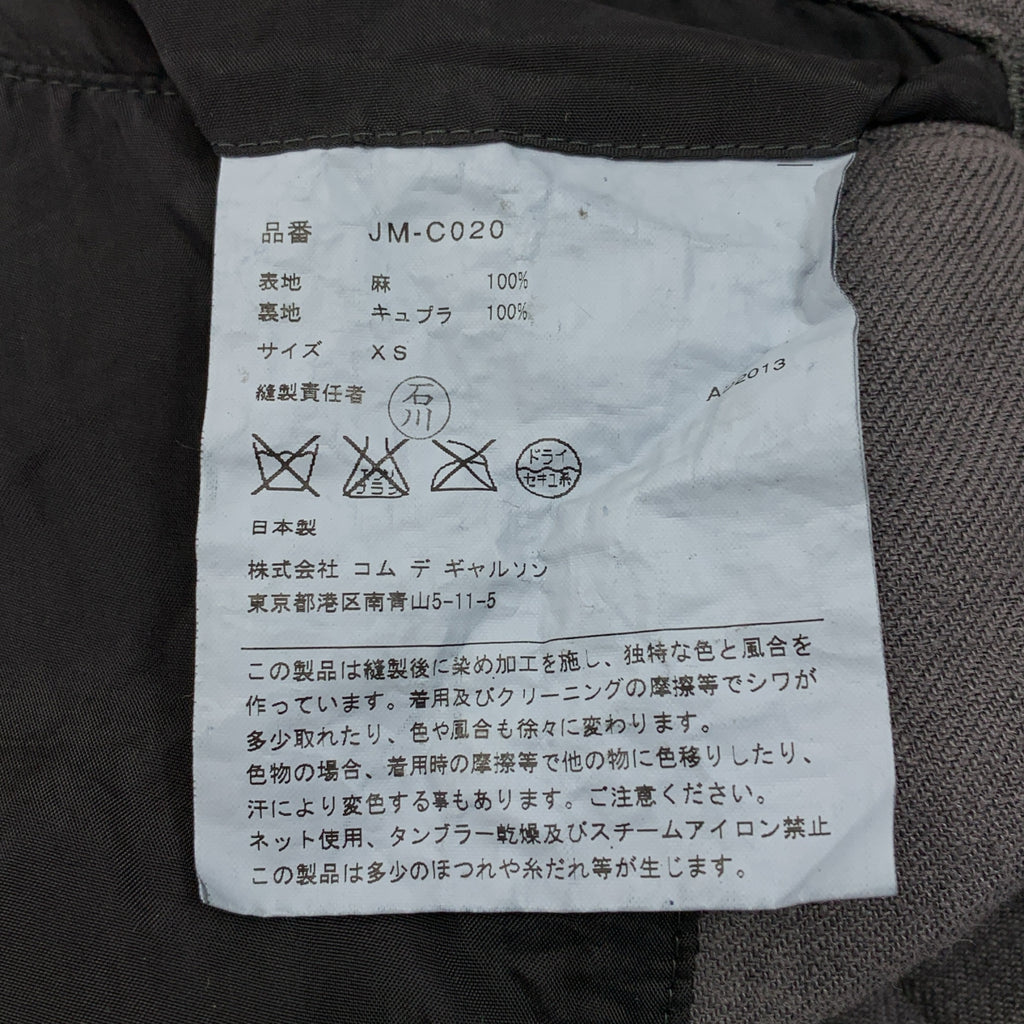 品番 JM-C020
表地 麻 100%
裏地 キュプラ 100%
サイズ XS
縫製責任者 石川
ドライ
セキユ系
日本製
株式会社 コム デ ギャルソン
東京都港区南青山5-11-5
この製品は縫製後に染め加工を施し、独特な色と風合を
作っています。着用及びクリーニングの摩擦等でシワが
多少取れたり、色や風合も徐々に変わります。
色物の場合、着用時の摩擦等で他の物に色移りしたり、
汗により変色する事もあります。ご注意ください。
ネット使用、タンブラー乾燥及びスチームアイロン禁止
この製品は多少のほつれや糸だれ等が生じます。